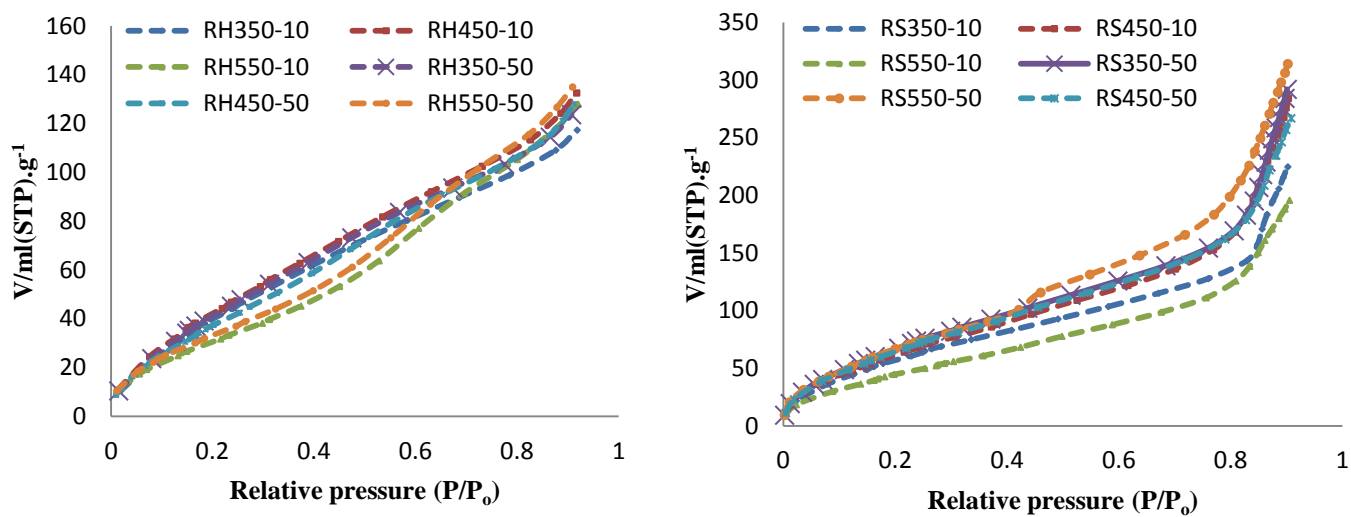 160
140
120
100
80
60
40
20
0
V/ml(STP).g⁻¹
RH350-10 RH450-10
RH550-10 RH350-50
RH450-50 RH550-50
0 0.2 0.4 0.6 0.8 1
Relative pressure (P/Pₒ)
350
300
250
200
150
100
50
0
V/ml(STP).g⁻¹
RS350-10 RS450-10
RS550-10 RS350-50
RS550-50 RS450-50
0 0.2 0.4 0.6 0.8 1
Relative pressure (P/Pₒ)